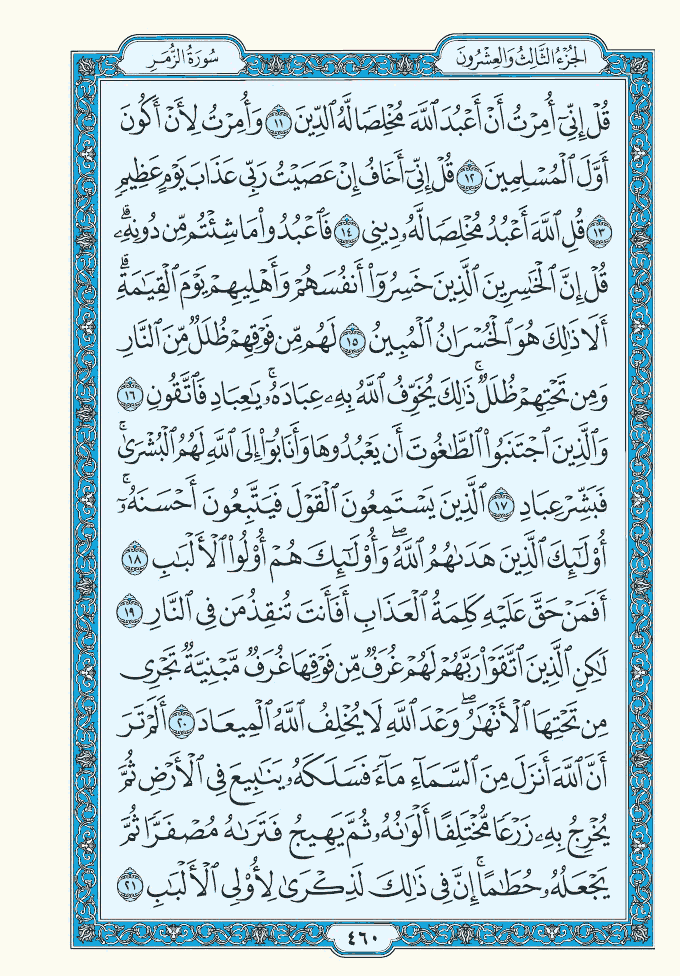 الجُزْءُ الثَّالِثُ وَالعِشْرُونَ
سُورَةُ الزُّمَرِ
قُلۡ إِنِّيٓ أُمِرۡتُ أَنۡ أَعۡبُدَ ٱللَّهَ مُخۡلِصٗا لَّهُ ٱلدِّينَ ١١ وَأُمِرۡتُ لِأَنۡ أَكُونَ
أَوَّلَ ٱلۡمُسۡلِمِينَ ١٢ قُلۡ إِنِّيٓ أَخَافُ إِنۡ عَصَيۡتُ رَبِّي عَذَابَ يَوۡمٍ عَظِيمٖ
١٣ قُلِ ٱللَّهَ أَعۡبُدُ مُخۡلِصٗا لَّهُۥ دِينِي ١٤ فَٱعۡبُدُواْ مَا شِئۡتُم مِّن دُونِهِۦۗ
قُلۡ إِنَّ ٱلۡخَٰسِرِينَ ٱلَّذِينَ خَسِرُوٓاْ أَنفُسَهُمۡ وَأَهۡلِيهِمۡ يَوۡمَ ٱلۡقِيَٰمَةِۗ
أَلَا ذَٰلِكَ هُوَ ٱلۡخُسۡرَانُ ٱلۡمُبِينُ ١٥ لَهُم مِّن فَوۡقِهِمۡ ظُلَلٞ مِّنَ ٱلنَّارِ
وَمِن تَحۡتِهِمۡ ظُلَلٞۚ ذَٰلِكَ يُخَوِّفُ ٱللَّهُ بِهِۦ عِبَادَهُۥۚ يَٰعِبَادِ فَٱتَّقُونِ ١٦
وَٱلَّذِينَ ٱجۡتَنَبُواْ ٱلطَّٰغُوتَ أَن يَعۡبُدُوهَا وَأَنَابُوٓاْ إِلَى ٱللَّهِ لَهُمُ ٱلۡبُشۡرَىٰۚ
فَبَشِّرۡ عِبَادِ ١٧ ٱلَّذِينَ يَسۡتَمِعُونَ ٱلۡقَوۡلَ فَيَتَّبِعُونَ أَحۡسَنَهُۥٓۚ
أُوْلَٰٓئِكَ ٱلَّذِينَ هَدَىٰهُمُ ٱللَّهُۖ وَأُوْلَٰٓئِكَ هُمۡ أُوْلُواْ ٱلۡأَلۡبَٰبِ ١٨
أَفَمَنۡ حَقَّ عَلَيۡهِ كَلِمَةُ ٱلۡعَذَابِ أَفَأَنتَ تُنقِذُ مَن فِي ٱلنَّارِ ١٩
لَٰكِنِ ٱلَّذِينَ ٱتَّقَوۡاْ رَبَّهُمۡ لَهُمۡ غُرَفٞ مِّن فَوۡقِهَا غُرَفٞ مَّبۡنِيَّةٞ تَجۡرِي
مِن تَحۡتِهَا ٱلۡأَنۡهَٰرُۖ وَعۡدَ ٱللَّهِ لَا يُخۡلِفُ ٱللَّهُ ٱلۡمِيعَادَ ٢٠ أَلَمۡ تَرَ
أَنَّ ٱللَّهَ أَنزَلَ مِنَ ٱلسَّمَآءِ مَآءٗ فَسَلَكَهُۥ يَنَٰبِيعَ فِي ٱلۡأَرۡضِ ثُمَّ
يُخۡرِجُ بِهِۦ زَرۡعٗا مُّخۡتَلِفًا أَلۡوَٰنُهُۥ ثُمَّ يَهِيجُ فَتَرَىٰهُ مُصۡفَرّٗا ثُمَّ
يَجۡعَلُهُۥ حُطَٰمًاۚ إِنَّ فِي ذَٰلِكَ لَذِكۡرَىٰ لِأُوْلِي ٱلۡأَلۡبَٰبِ ٢١
٤٦٠